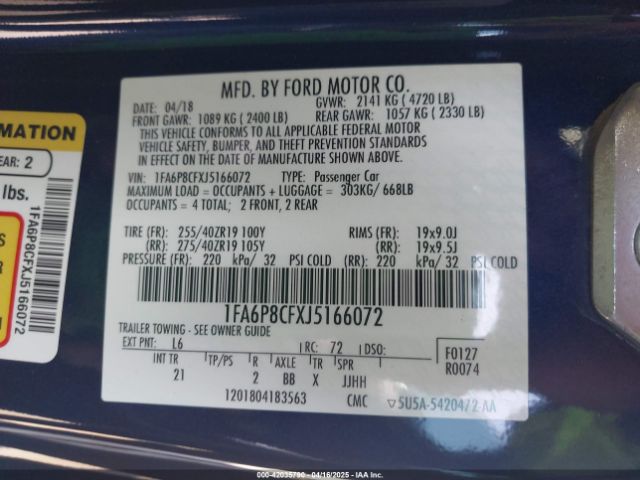 MFD. BY FORD MOTOR CO.
DATE: 04/18 GVWR: 2141 KG ( 4720 LB)
FRONT GAWR: 1089 KG ( 2400 LB) REAR GAWR: 1057 KG ( 2330 LB)
THIS VEHICLE CONFORMS TO ALL APPLICABLE FEDERAL MOTOR
VEHICLE SAFETY, BUMPER, AND THEFT PREVENTION STANDARDS
IN EFFECT ON THE DATE OF MANUFACTURE SHOWN ABOVE.
VIN: 1FA6P8CFXJ5166072 TYPE: Passenger Car
MAXIMUM LOAD = OCCUPANTS + LUGGAGE = 303KG/ 668LB
OCCUPANTS = 4 TOTAL; 2 FRONT, 2 REAR
TIRE (FR): 255/40ZR19 100Y RIMS (FR): 19x9.0J
(RR): 275/40ZR19 105Y (RR): 19x9.5J
PRESSURE (FR): 220 kPa/ 32 PSI COLD (RR): 220 kPa/ 32 PSI COLD
1FA6P8CFXJ5166072
TRAILER TOWING - SEE OWNER GUIDE
EXT PNT: L6 RC: 72 DSO: F0127
R0074
INT TR TP/PS R AXLE TR SPR
21 2 BB X JJHH
1201804183563 CMC ▽5U5A-5420472-AA
RMATION
EAR: 2
lbs.
1FA6P8CFXJ5166072
000-42035790 - 04/16/2025 - IAAHC.COM